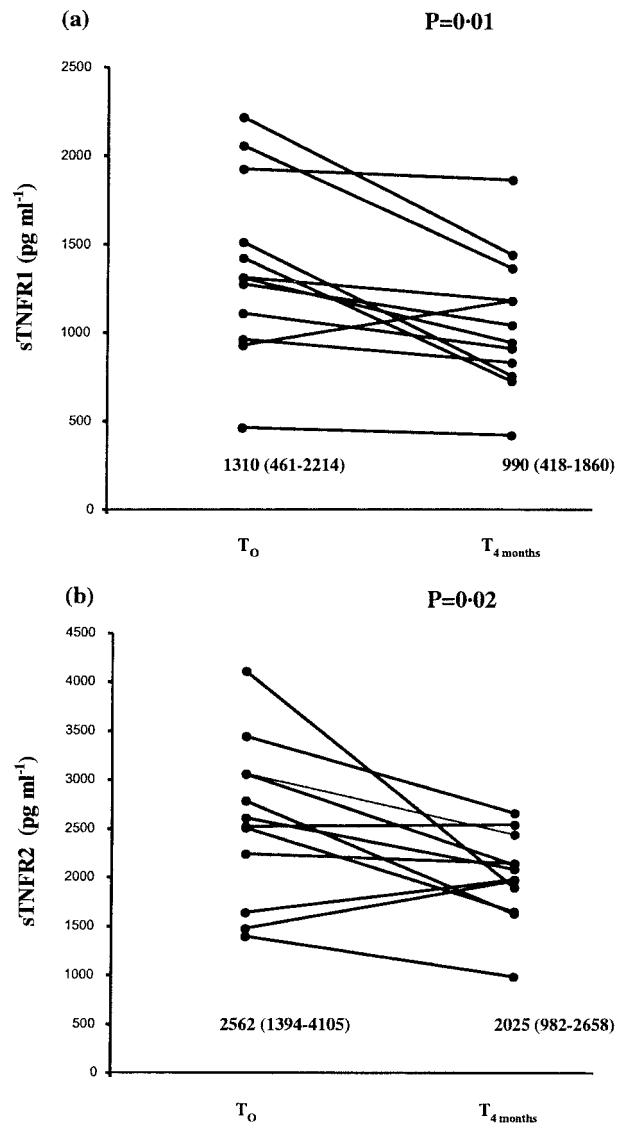 (a)
P=0·01
2500
2000
1500
1000
500
0
sTNFR1 (pg ml-1)
1310 (461-2214)
990 (418-1860)
TO
T4 months
(b)
P=0·02
4500
4000
3500
3000
2500
2000
1500
1000
500
0
sTNFR2 (pg ml-1)
2562 (1394-4105)
2025 (982-2658)
TO
T4 months